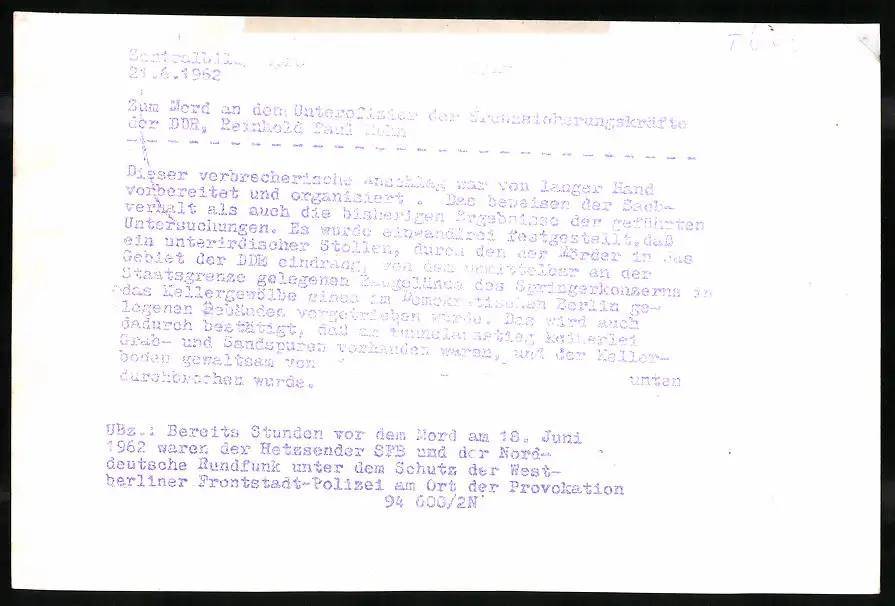 Zentralbild
21.6.1962
Zum Mord an dem Unterofizier der Grenzsicherungskräfte
der DDR, Reinhold Paul Huhn
Dieser verbrecherische Anschlag war von langer Hand
vorbereitet und organisiert . Das beweisen der Sach-
verhalt als auch die bisherigen Ergebnisse der geführten
Untersuchungen. Es wurde einwandfrei festgestellt,daß
ein unterirdischer Stollen, durch den der Mörder in das
Gebiet der DDR eindrang, von dem unmittelbar an der
Staatsgrenze gelegenen Baugelände des Springerkonzerns in
das Kellergewölbe eines im Demokratischen Berlin ge-
legenen Gebäudes vorgetrieben wurde. Das wird auch
dadurch bestätigt, daß am Tunnelausstieg keinerlei
Grab- und Sandspuren vorhanden waren, und der Keller-
boden gewaltsam von unten
durchbrochen wurde.
UBz.: Bereits Stunden vor dem Mord am 18. Juni
1962 waren der Hetzsender SFB und der Nord-
deutsche Rundfunk unter dem Schutz der West-
berliner Frontstadt-Polizei am Ort der Provokation
94 600/2N